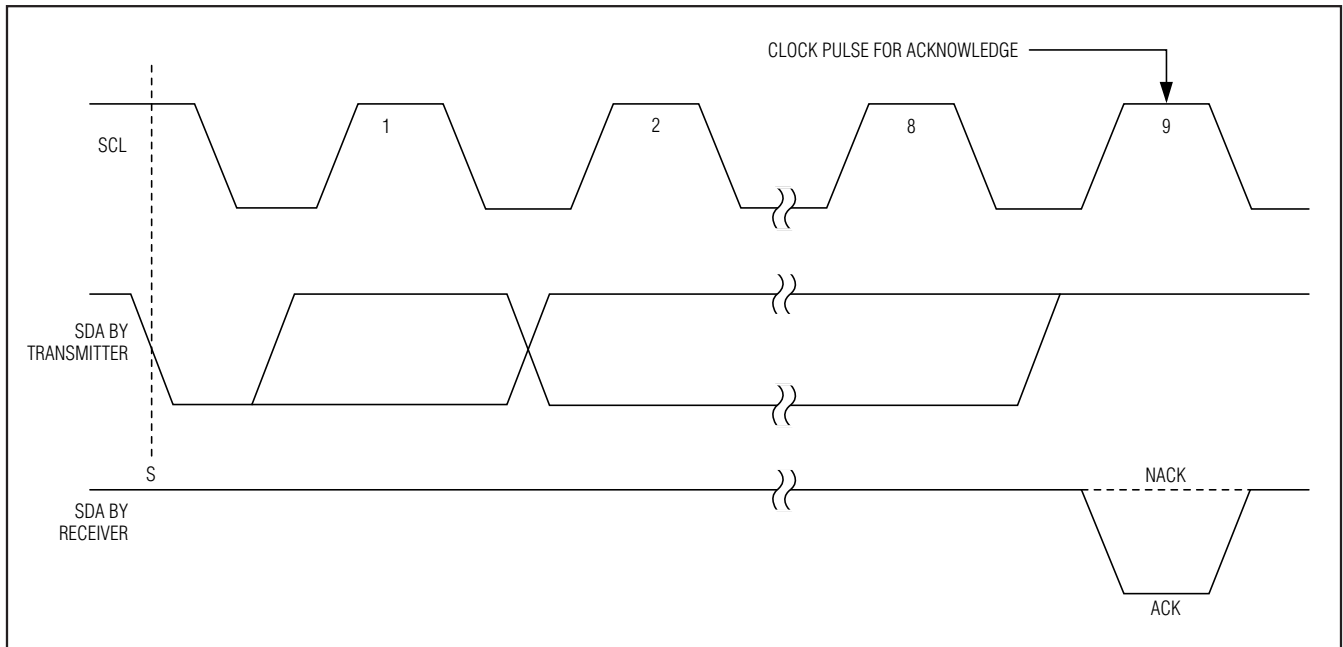 CLOCK PULSE FOR ACKNOWLEDGE
SCL
1
2
8
9
SDA BY
TRANSMITTER
S
NACK
SDA BY
RECEIVER
ACK